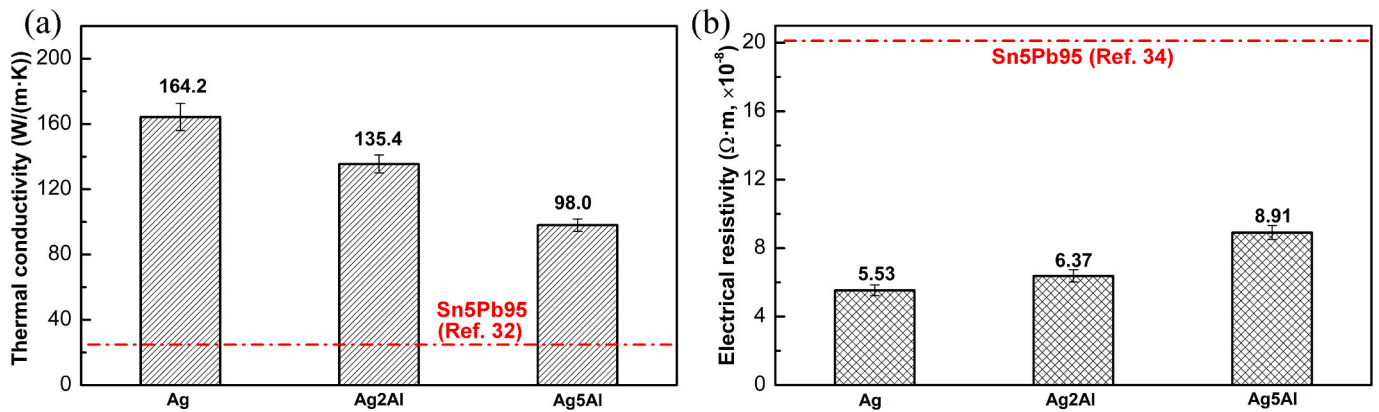 (a)
Thermal conductivity (W/(m·K))
200
160
120
80
40
0
164.2
135.4
98.0
Sn5Pb95
(Ref. 32)
Ag
Ag2Al
Ag5Al
(b)
Electrical resistivity (Ω·m, ×10⁻⁸)
20
16
12
8
4
0
Sn5Pb95 (Ref. 34)
5.53
6.37
8.91
Ag
Ag2Al
Ag5Al